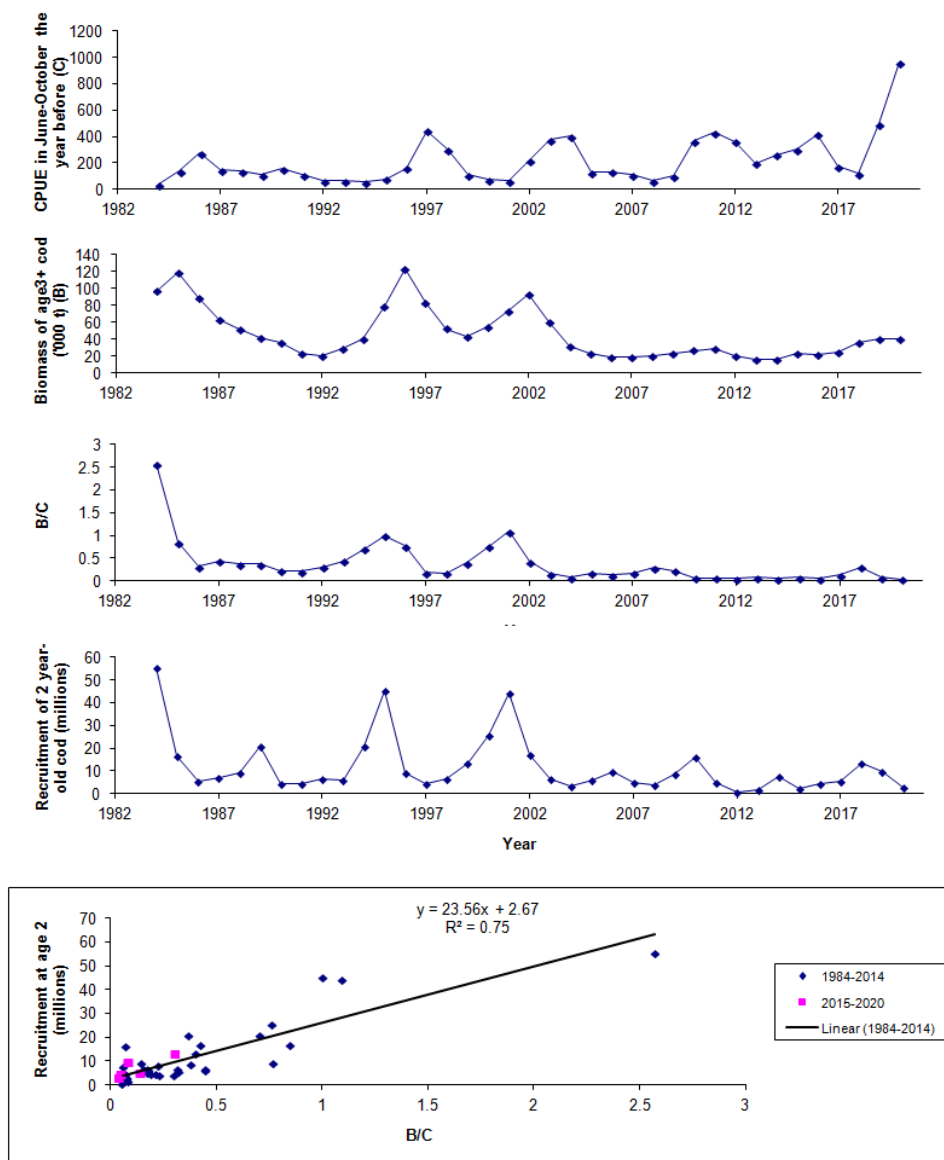 CPUE in June-October the
year before (C)
1200
1000
800
600
400
200
0
1982 1987 1992 1997 2002 2007 2012 2017
Biomass of age3+ cod
('000 t) (B)
140
120
100
80
60
40
20
0
1982 1987 1992 1997 2002 2007 2012 2017
B/C
3
2.5
2
1.5
1
0.5
0
1982 1987 1992 1997 2002 2007 2012 2017
Recruitment of 2 year-
old cod (millions)
60
50
40
30
20
10
0
1982 1987 1992 1997 2002 2007 2012 2017
Year
Recruitment at age 2
(millions)
70
60
50
40
30
20
10
0
y = 23.56x + 2.67
R² = 0.75
0 0.5 1 1.5 2 2.5 3
B/C
1984-2014
2015-2020
Linear (1984-2014)